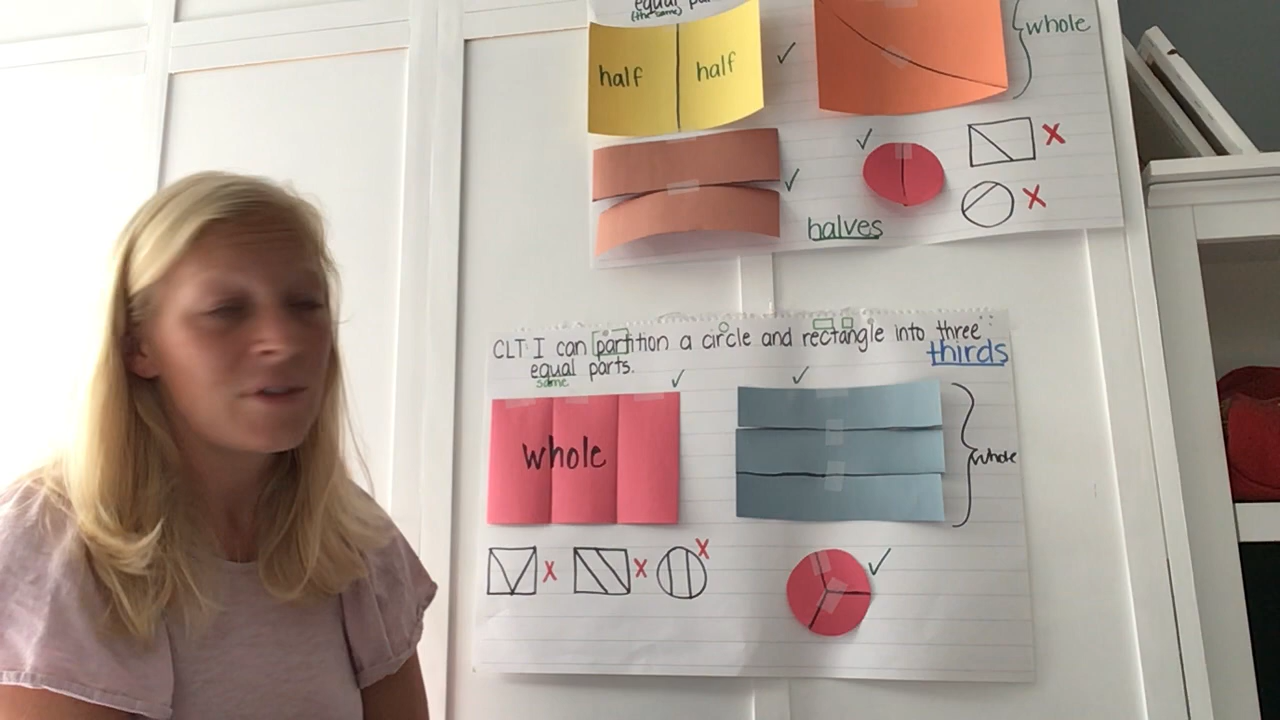 equal
(the same)
half
half
whole
halves
CLT: I can partition a circle and rectangle into three
thirds
equal parts.
same
whole
whole